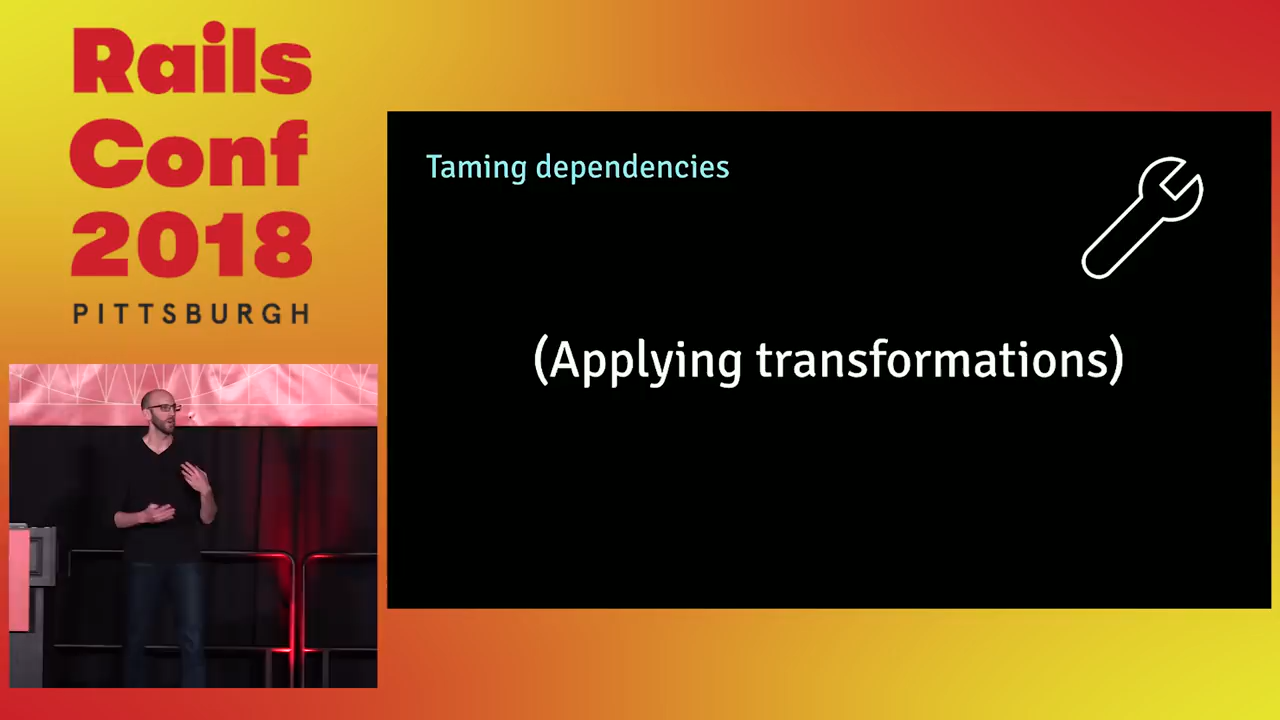 Rails
Conf
2018
PITTSBURGH
Taming dependencies
(Applying transformations)